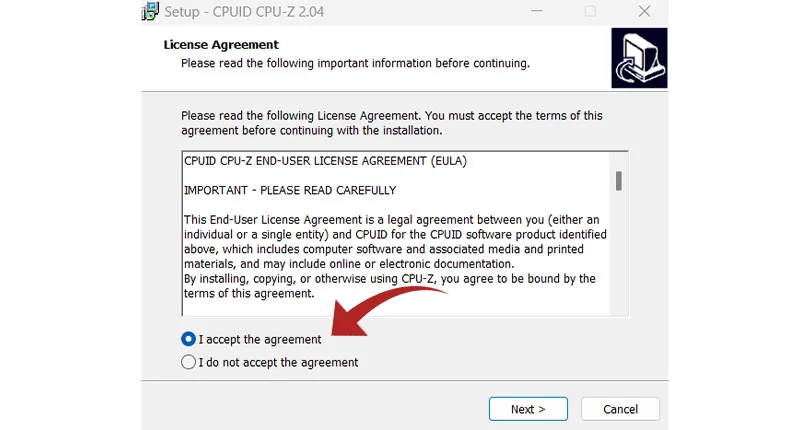 Setup - CPUID CPU-Z 2.04
License Agreement
Please read the following important information before continuing.
Please read the following License Agreement. You must accept the terms of this
agreement before continuing with the installation.
CPUID CPU-Z END-USER LICENSE AGREEMENT (EULA)
IMPORTANT - PLEASE READ CAREFULLY
This End-User License Agreement is a legal agreement between you (either an
individual or a single entity) and CPUID for the CPUID software product identified
above, which includes computer software and associated media and printed
materials, and may include online or electronic documentation.
By installing, copying, or otherwise using CPU-Z, you agree to be bound by the
terms of this agreement.
I accept the agreement
I do not accept the agreement
Next >
Cancel